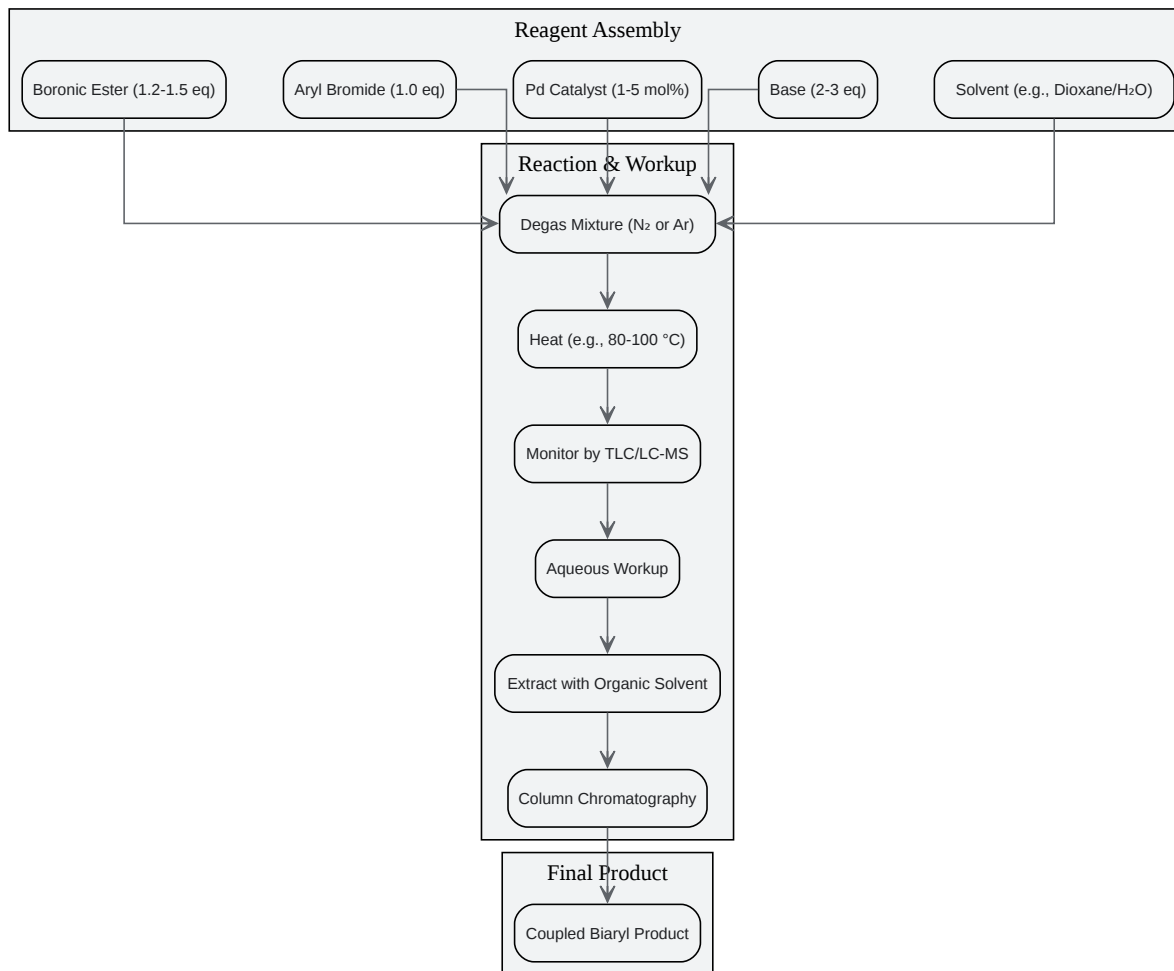 Reagent Assembly
Boronic Ester (1.2-1.5 eq)
Aryl Bromide (1.0 eq)
Pd Catalyst (1-5 mol%)
Base (2-3 eq)
Solvent (e.g., Dioxane/H₂O)
Reaction & Workup
Degas Mixture (N₂ or Ar)
Heat (e.g., 80-100 °C)
Monitor by TLC/LC-MS
Aqueous Workup
Extract with Organic Solvent
Column Chromatography
Final Product
Coupled Biaryl Product